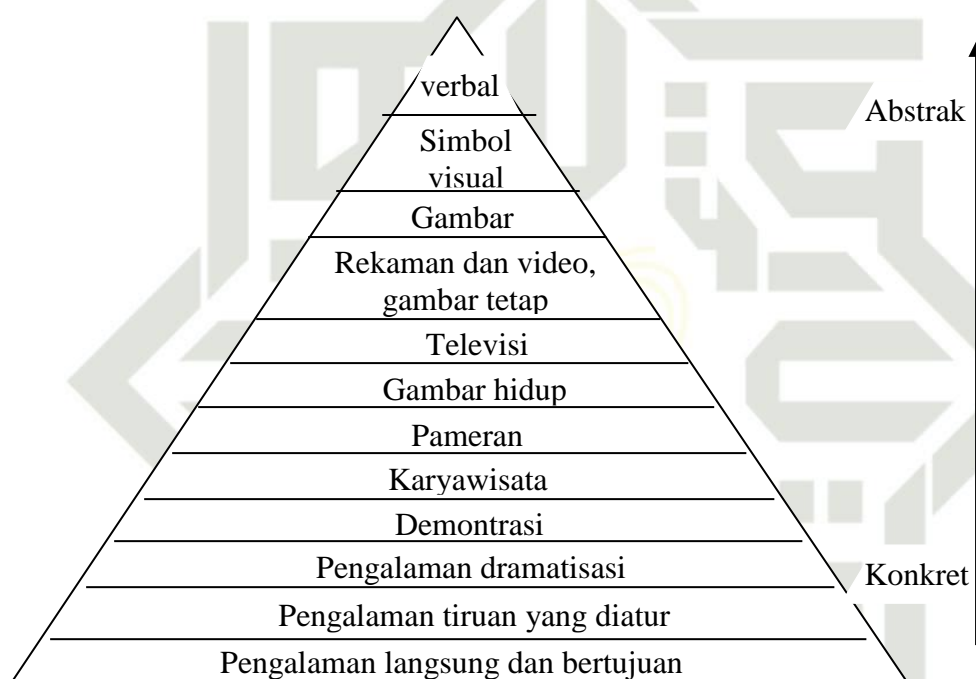 verbal
Abstrak
Simbol
visual
Gambar
Rekaman dan video,
gambar tetap
Televisi
Gambar hidup
Pameran
Karyawisata
Demontrasi
Pengalaman dramatisasi
Konkret
Pengalaman tiruan yang diatur
Pengalaman langsung dan bertujuan